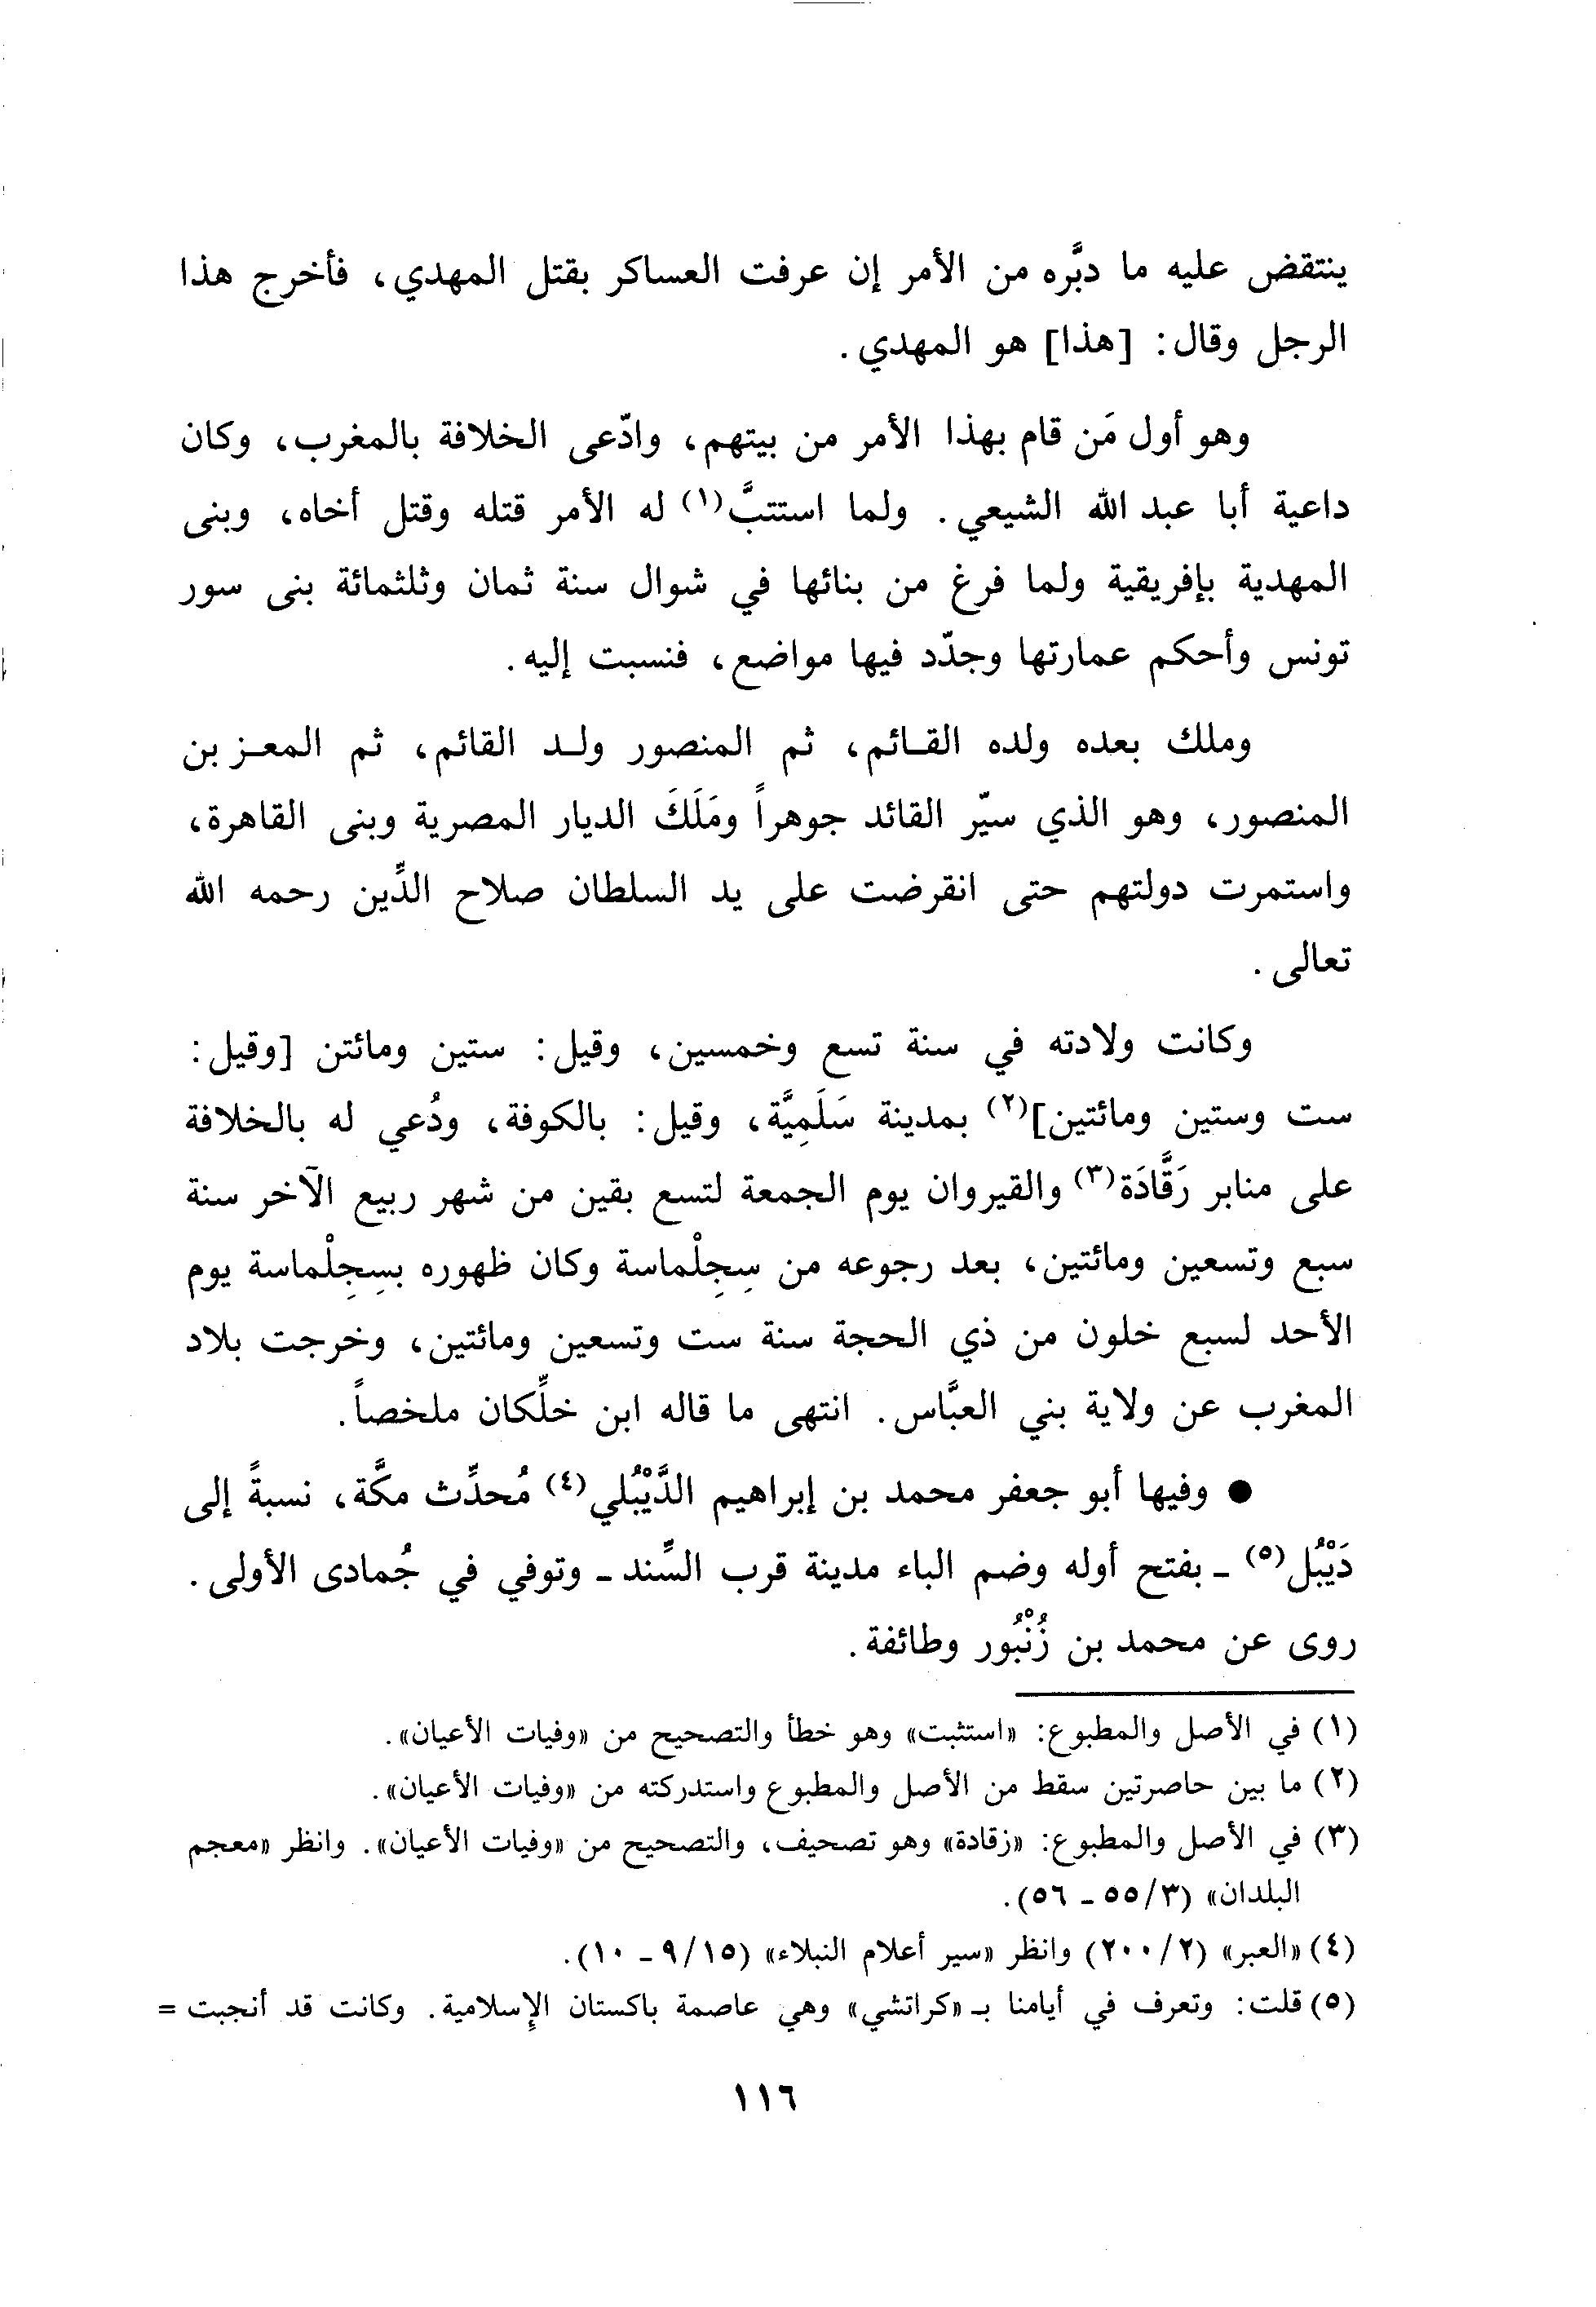 ينتقض عليه ما دبَّره من الأمر إن عرفت العساكر بقتل المهدي، فأخرج هذا
الرجل وقال: [هذا] هو المهدي.
وهو أول مَن قام بهذا الأمر من بيتهم، وادّعى الخلافة بالمغرب، وكان
داعية أبا عبد الله الشيعي. ولما استتبَّ(١) له الأمر قتله وقتل أخاه، وبنى
المهدية بإفريقية ولما فرغ من بنائها في شوال سنة ثمان وثلثمائة بنى سور
تونس وأحكم عمارتها وجدّد فيها مواضع، فنسبت إليه.
وملك بعده ولده القائم، ثم المنصور ولد القائم، ثم المعز بن
المنصور، وهو الذي سيّر القائد جوهراً ومَلَكَ الديار المصرية وبنى القاهرة،
واستمرت دولتهم حتى انقرضت على يد السلطان صلاح الدِّين رحمه الله
تعالى.
وكانت ولادته في سنة تسع وخمسين، وقيل: ستين ومائتن [وقيل:
ست وستين ومائتين](٢) بمدينة سَلَمِيَّة، وقيل: بالكوفة، ودُعي له بالخلافة
على منابر رَقَّادَة(٣) والقيروان يوم الجمعة لتسع بقين من شهر ربيع الآخر سنة
سبع وتسعين ومائتين، بعد رجوعه من سِجِلْماسة وكان ظهوره بسِجِلْماسة يوم
الأحد لسبع خلون من ذي الحجة سنة ست وتسعين ومائتين، وخرجت بلاد
المغرب عن ولاية بني العبَّاس. انتهى ما قاله ابن خلِّكان ملخصاً.
● وفيها أبو جعفر محمد بن إبراهيم الدَّيْبُلي(٤) مُحدِّث مكَّة، نسبةً إلى
دَيْبُل(٥) ـ بفتح أوله وضم الباء مدينة قرب السِّند ـ وتوفي في جُمادى الأولى.
روى عن محمد بن زُنْبُور وطائفة.
(١) في الأصل والمطبوع: «استثبت» وهو خطأ والتصحيح من «وفيات الأعيان».
(٢) ما بين حاصرتين سقط من الأصل والمطبوع واستدركته من «وفيات الأعيان».
(٣) في الأصل والمطبوع: «زقادة» وهو تصحيف، والتصحيح من «وفيات الأعيان». وانظر «معجم
البلدان» (٣/ ٥٥ ـ ٥٦).
(٤) «العبر» (٢/ ٢٠٠) وانظر «سير أعلام النبلاء» (١٥/ ٩ ـ ١٠).
(٥) قلت: وتعرف في أيامنا بـ «كراتشي» وهي عاصمة باكستان الإسلامية. وكانت قد أنجبت =
١١٦